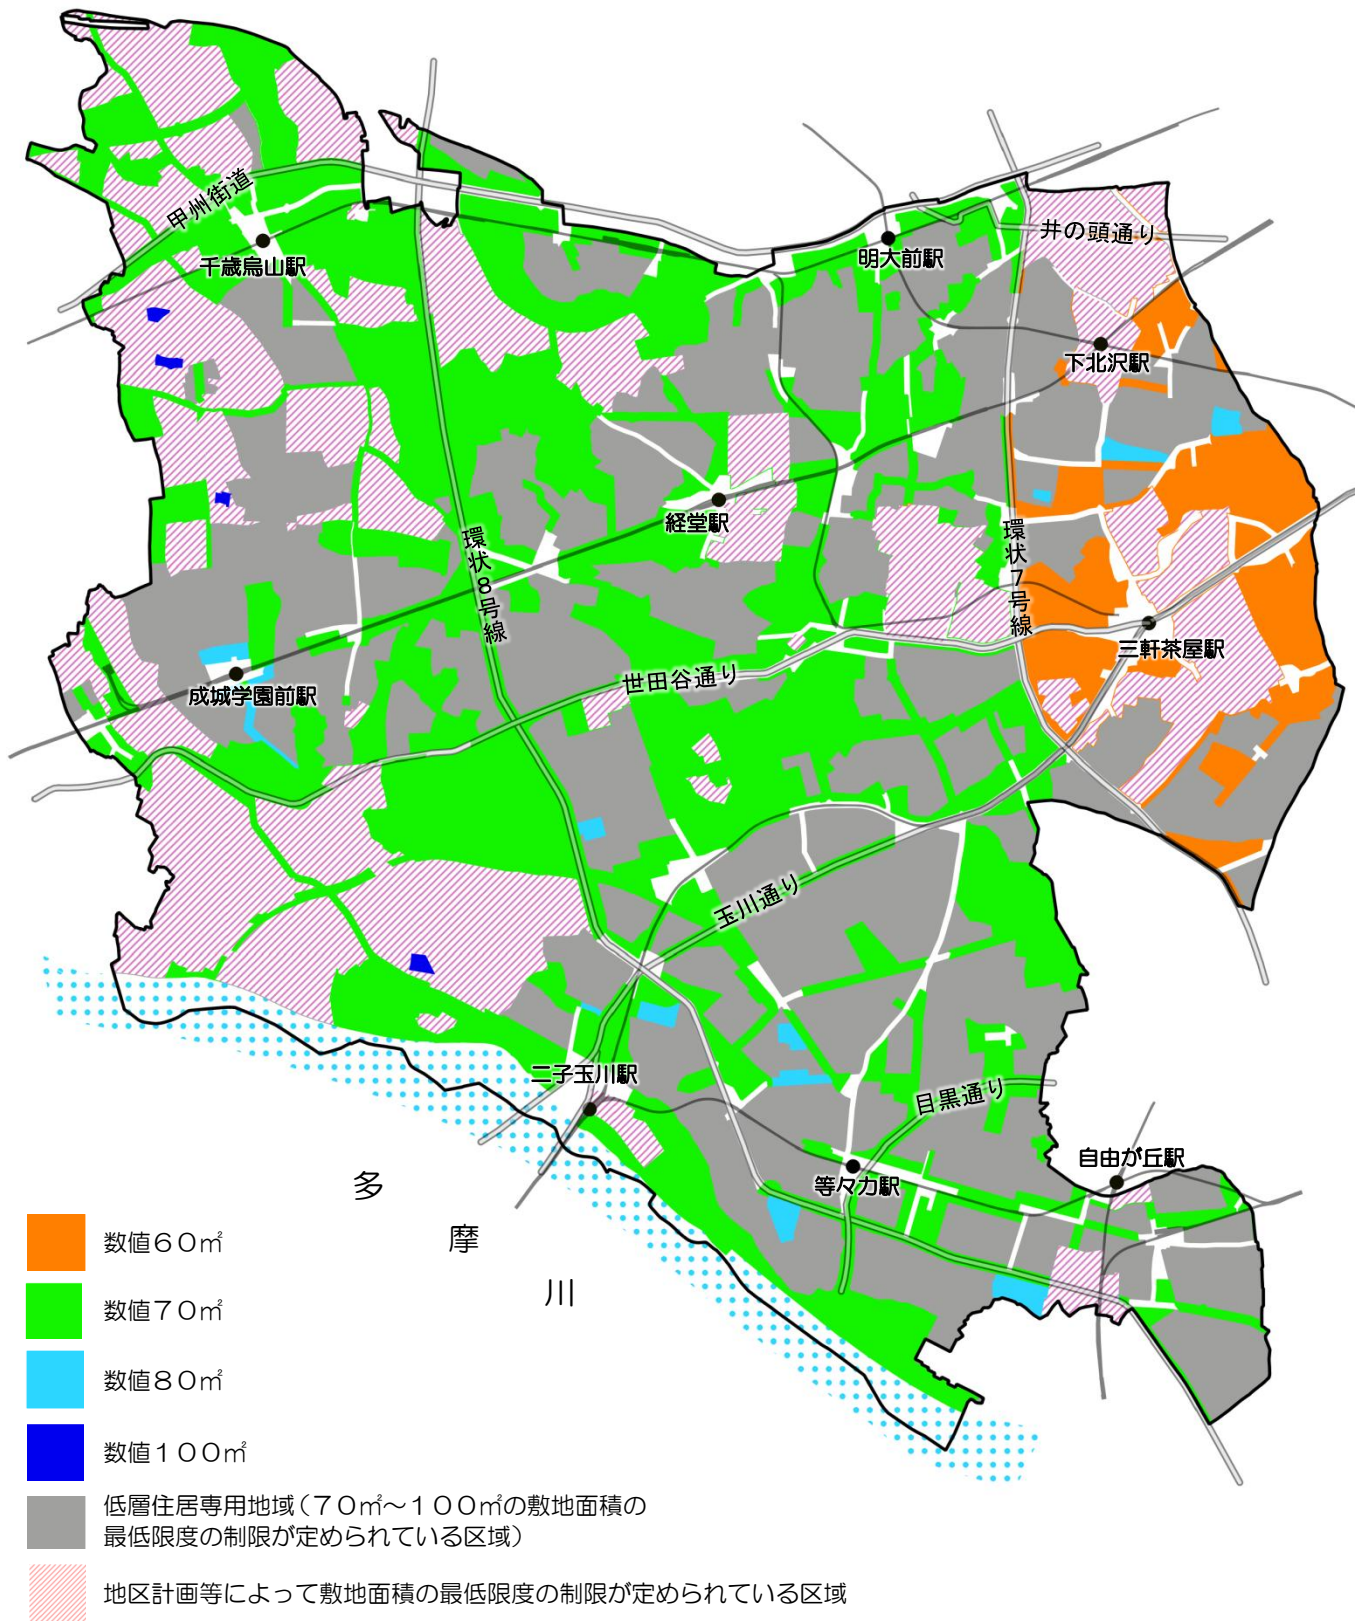 甲州街道
千歳烏山駅
井の頭通り
明大前駅
下北沢駅
経堂駅
環状8号線
環状7号線
三軒茶屋駅
世田谷通り
成城学園前駅
玉川通り
二子玉川駅
目黒通り
自由が丘駅
等々力駅
多摩川
数値60㎡
数値70㎡
数値80㎡
数値100㎡
低層住居専用地域（70㎡～100㎡の敷地面積の
最低限度の制限が定められている区域）
地区計画等によって敷地面積の最低限度の制限が定められている区域